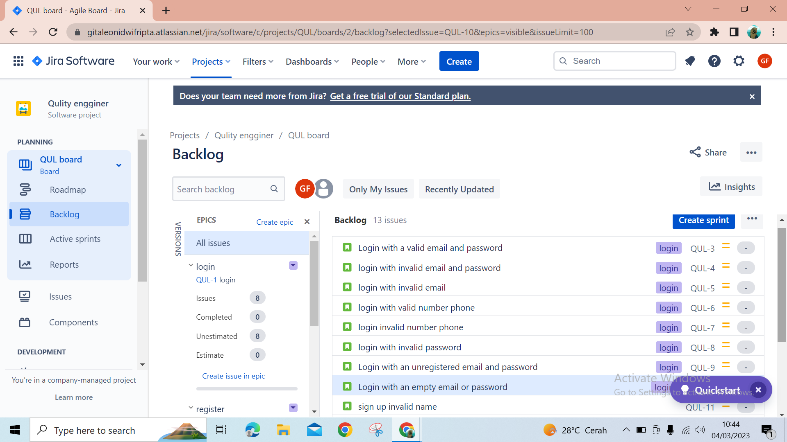 QUL board - Agile Board - Jira
gitaleonidwifripta.atlassian.net/jira/software/c/projects/QUL/boards/2/backlog?selectedIssue=QUL-10&epics=visible&issueLimit=100
Jira Software Your work Projects Filters Dashboards People More Create Search GF
Does your team need more from Jira? Get a free trial of our Standard plan.
Qulity engginer
Software project
PLANNING
QUL board
Board
Roadmap
Backlog
Active sprints
Reports
Issues
Components
DEVELOPMENT
You're in a company-managed project
Learn more
Projects / Qulity engginer / QUL board
Backlog
Share
Search backlog GF Only My Issues Recently Updated Insights
VERSIONS
EPICS Create epic
All issues
login
QUL-1 login
Issues 8
Completed 0
Unestimated 8
Estimate 0
Create issue in epic
register
Backlog 13 issues Create sprint
Login with a valid email and password login QUL-3 -
login with invalid email and password login QUL-4 -
login with invalid email login QUL-5 -
login with valid number phone login QUL-6 -
login invalid number phone login QUL-7 -
login with invalid password login QUL-8 -
Login with an unregistered email and password login QUL-9 -
Login with an empty email or password login
sign up invalid name QUL-11 -
Activate Windows
Quickstart
Type here to search
28°C Cerah
10:44
04/03/2023
1